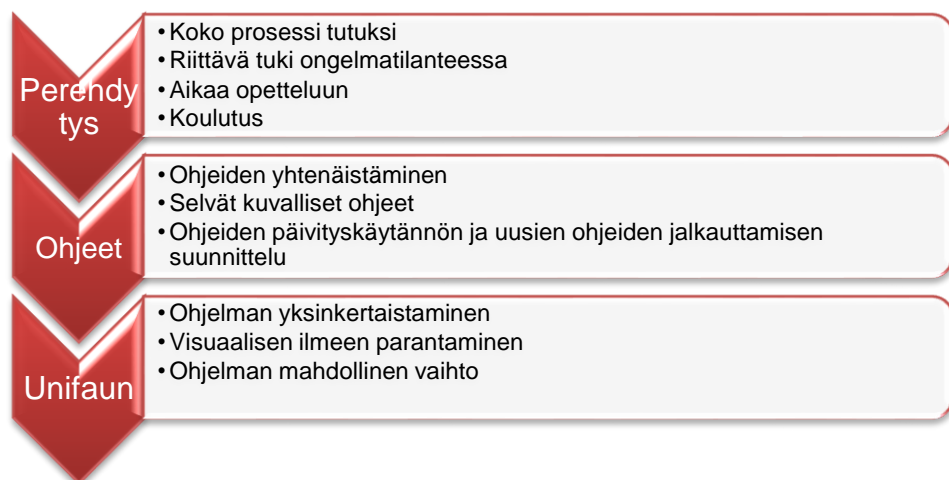 Perehdy
tys
• Koko prosessi tutuksi
• Riittävä tuki ongelmatilanteessa
• Aikaa opetteluun
• Koulutus
Ohjeet
• Ohjeiden yhtenäistäminen
• Selvät kuvalliset ohjeet
• Ohjeiden päivityskäytännön ja uusien ohjeiden jalkauttamisen
suunnittelu
Unifaun
• Ohjelman yksinkertaistaminen
• Visuaalisen ilmeen parantaminen
• Ohjelman mahdollinen vaihto